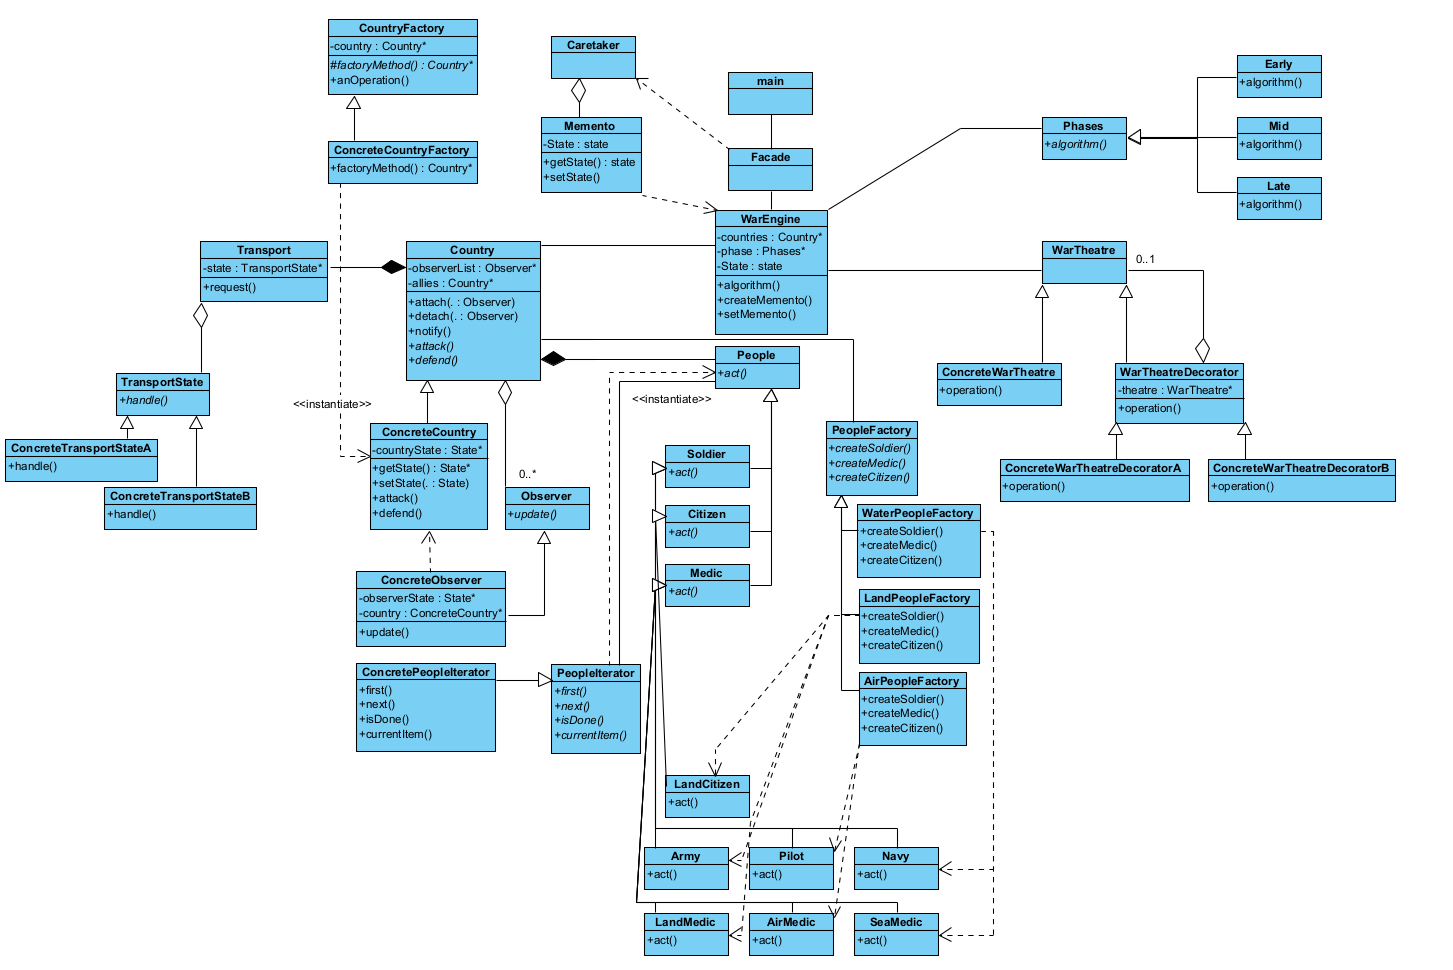 CountryFactory
-country : Country*
#factoryMethod() : Country*
+anOperation()
ConcreteCountryFactory
+factoryMethod() : Country*
Caretaker
Memento
-State : state
+getState() : state
+setState()
main
Facade
WarEngine
-countries : Country*
-phase : Phases*
-State : state
+algorithm()
+createMemento()
+setMemento()
Phases
+algorithm()
Early
+algorithm()
Mid
+algorithm()
Late
+algorithm()
Transport
-state : TransportState*
+request()
Country
-observerList : Observer*
-allies : Country*
+attach(. : Observer)
+detach(. : Observer)
+notify()
+attack()
+defend()
WarTheatre
0..1
People
+act()
<<instantiate>>
<<instantiate>>
TransportState
+handle()
ConcreteTransportStateA
+handle()
ConcreteTransportStateB
+handle()
ConcreteCountry
-countryState : State*
+getState() : State*
+setState(. : State)
+attack()
+defend()
0..*
Observer
+update()
ConcreteObserver
-observerState : State*
-country : ConcreteCountry*
+update()
ConcretePeopleIterator
+first()
+next()
+isDone()
+currentItem()
PeopleIterator
+first()
+next()
+isDone()
+currentItem()
Soldier
+act()
Citizen
+act()
Medic
+act()
PeopleFactory
+createSoldier()
+createMedic()
+createCitizen()
WaterPeopleFactory
+createSoldier()
+createMedic()
+createCitizen()
LandPeopleFactory
+createSoldier()
+createMedic()
+createCitizen()
AirPeopleFactory
+createSoldier()
+createMedic()
+createCitizen()
ConcreteWarTheatre
+operation()
WarTheatreDecorator
-theatre : WarTheatre*
+operation()
ConcreteWarTheatreDecoratorA
+operation()
ConcreteWarTheatreDecoratorB
+operation()
LandCitizen
+act()
Army
+act()
Pilot
+act()
Navy
+act()
LandMedic
+act()
AirMedic
+act()
SeaMedic
+act()